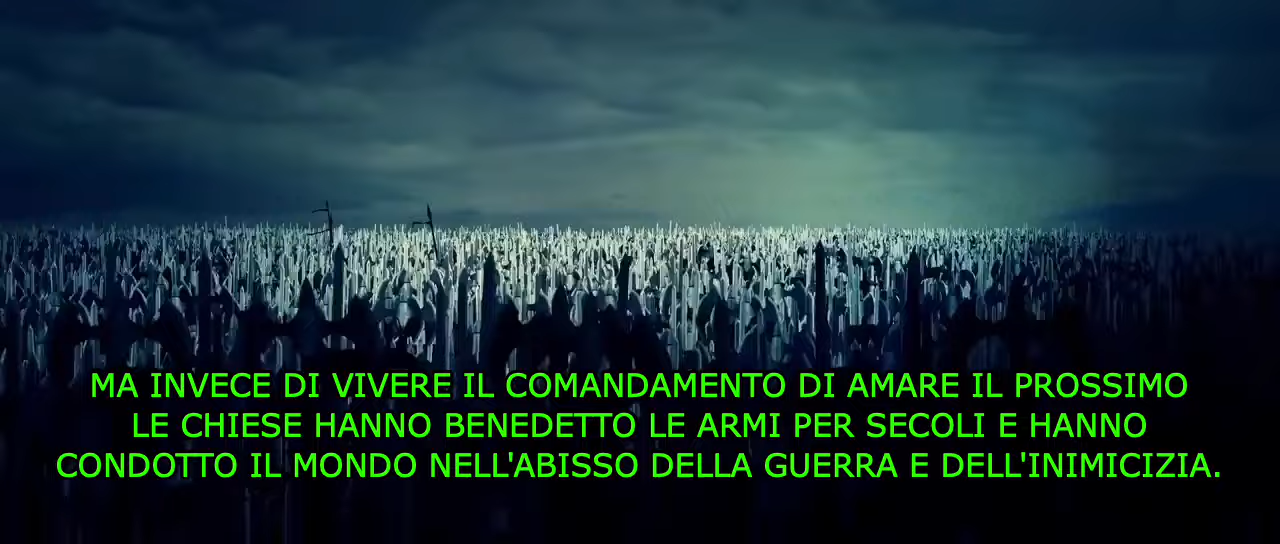 MA INVECE DI VIVERE IL COMANDAMENTO DI AMARE IL PROSSIMO
LE CHIESE HANNO BENEDETTO LE ARMI PER SECOLI E HANNO
CONDOTTO IL MONDO NELL'ABISSO DELLA GUERRA E DELL'INIMICIZIA.